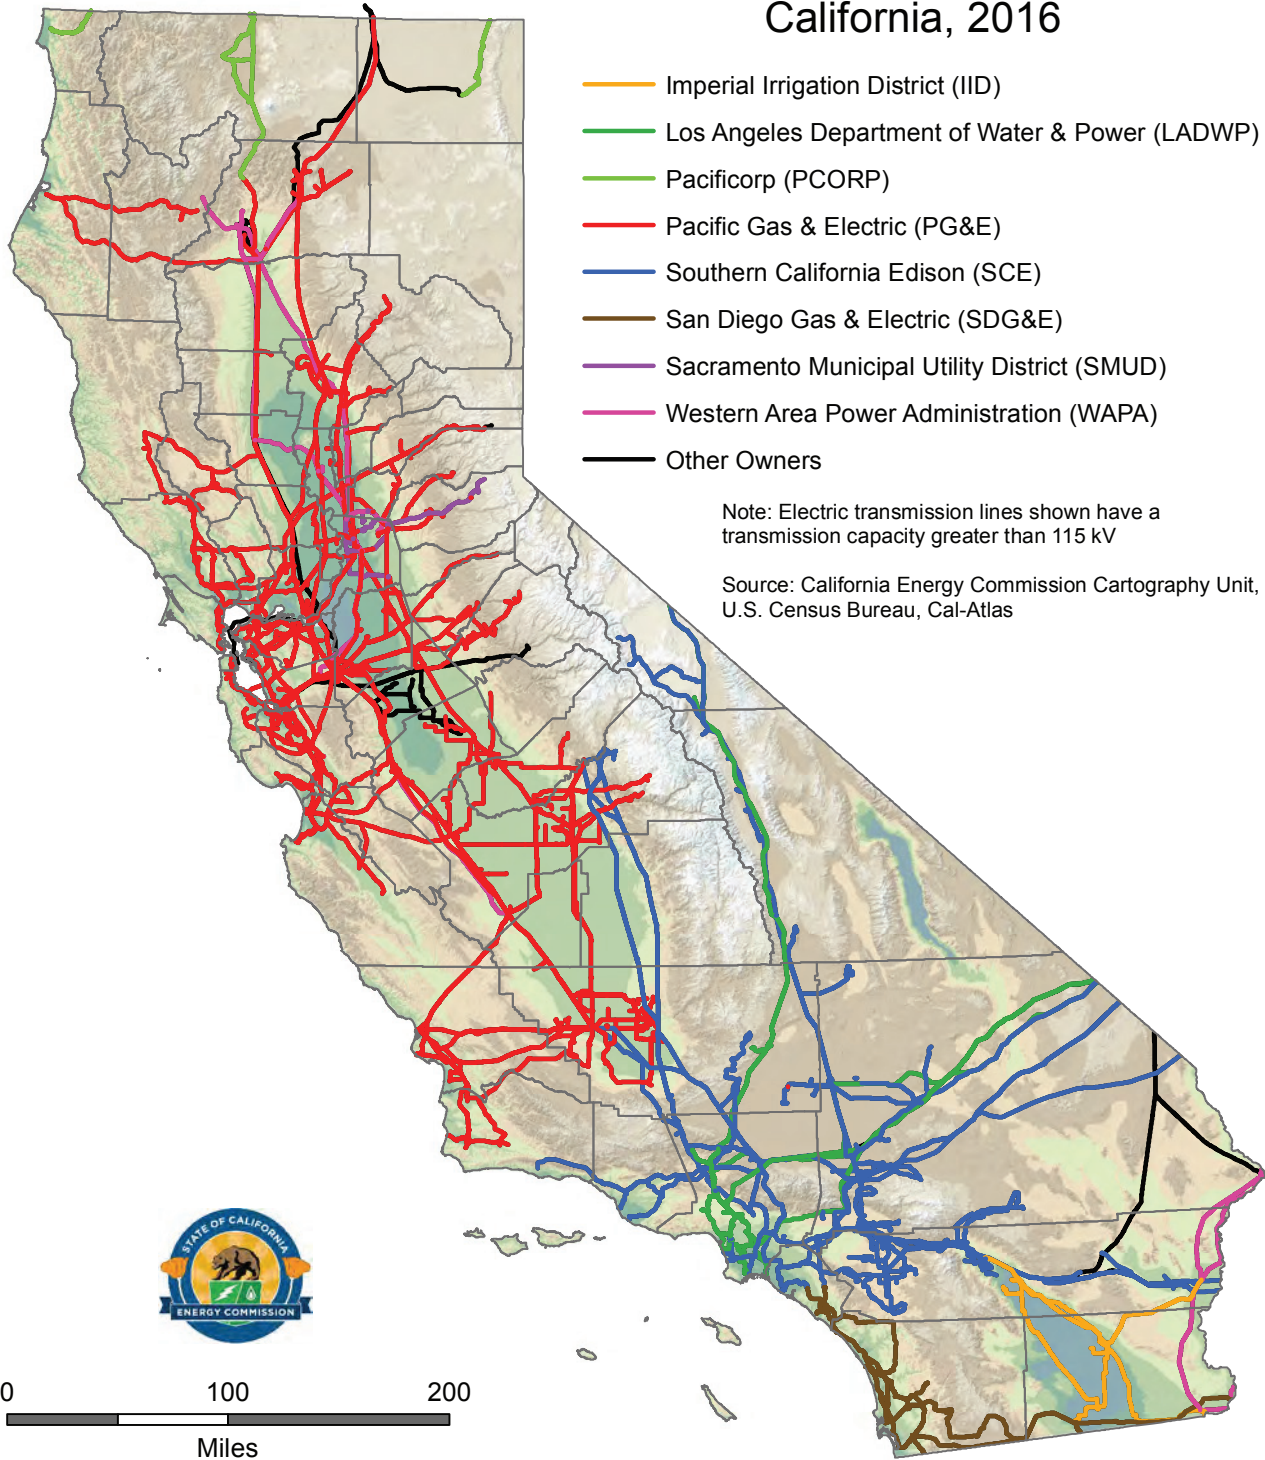 California, 2016
Imperial Irrigation District (IID)
Los Angeles Department of Water & Power (LADWP)
Pacificorp (PCORP)
Pacific Gas & Electric (PG&E)
Southern California Edison (SCE)
San Diego Gas & Electric (SDG&E)
Sacramento Municipal Utility District (SMUD)
Western Area Power Administration (WAPA)
Other Owners
Note: Electric transmission lines shown have a
transmission capacity greater than 115 kV
Source: California Energy Commission Cartography Unit,
U.S. Census Bureau, Cal-Atlas
STATE OF CALIFORNIA
ENERGY COMMISSION
0 100 200
Miles